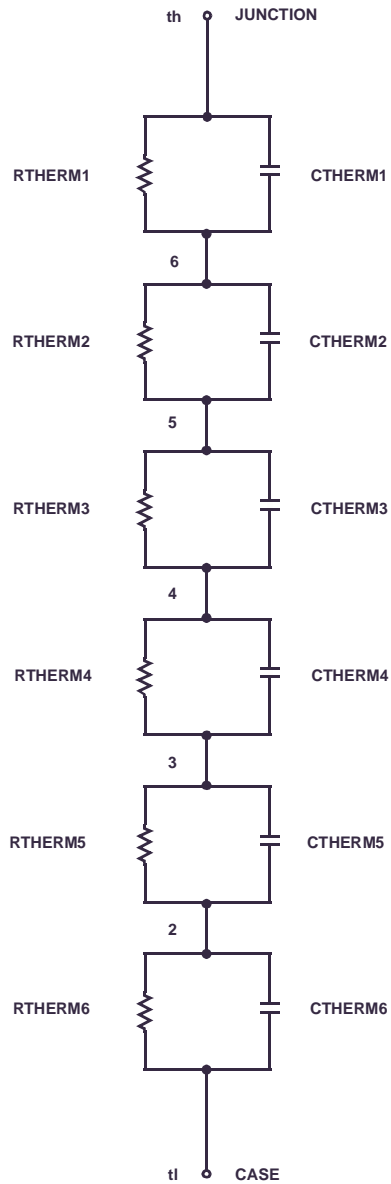 th JUNCTION
RTHERM1 CTHERM1
6
RTHERM2 CTHERM2
5
RTHERM3 CTHERM3
4
RTHERM4 CTHERM4
3
RTHERM5 CTHERM5
2
RTHERM6 CTHERM6
tl CASE